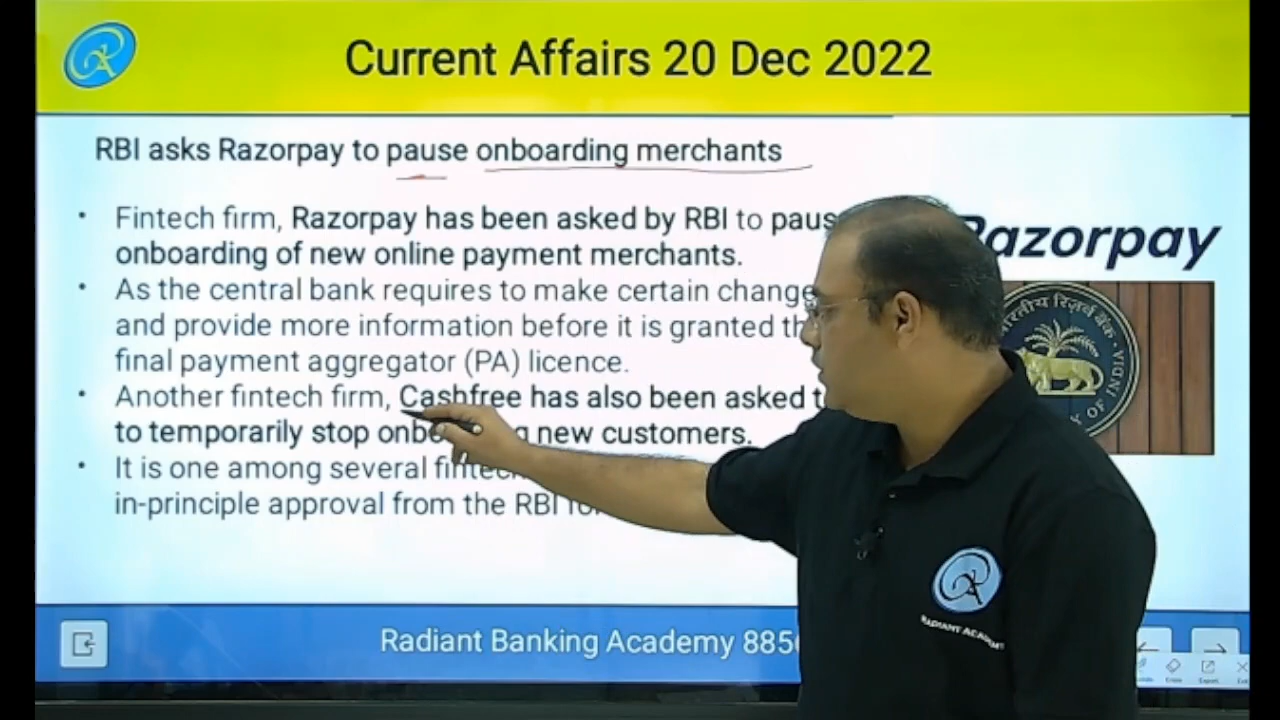 Current Affairs 20 Dec 2022
RBI asks Razorpay to pause onboarding merchants
• Fintech firm, Razorpay has been asked by RBI to
onboarding of new online payment merchants.
• As the central bank requires to make certain
and provide more information before it is granted
final payment aggregator (PA) licence.
• Another fintech firm, Cashfree has also been asked
to temporarily stop new customers.
• It is one among several
in-principle approval from the RBI
Razorpay
भारतीय रिज़र्व बैंक
INDIA
OF
RADIANT
Radiant Banking Academy
Export